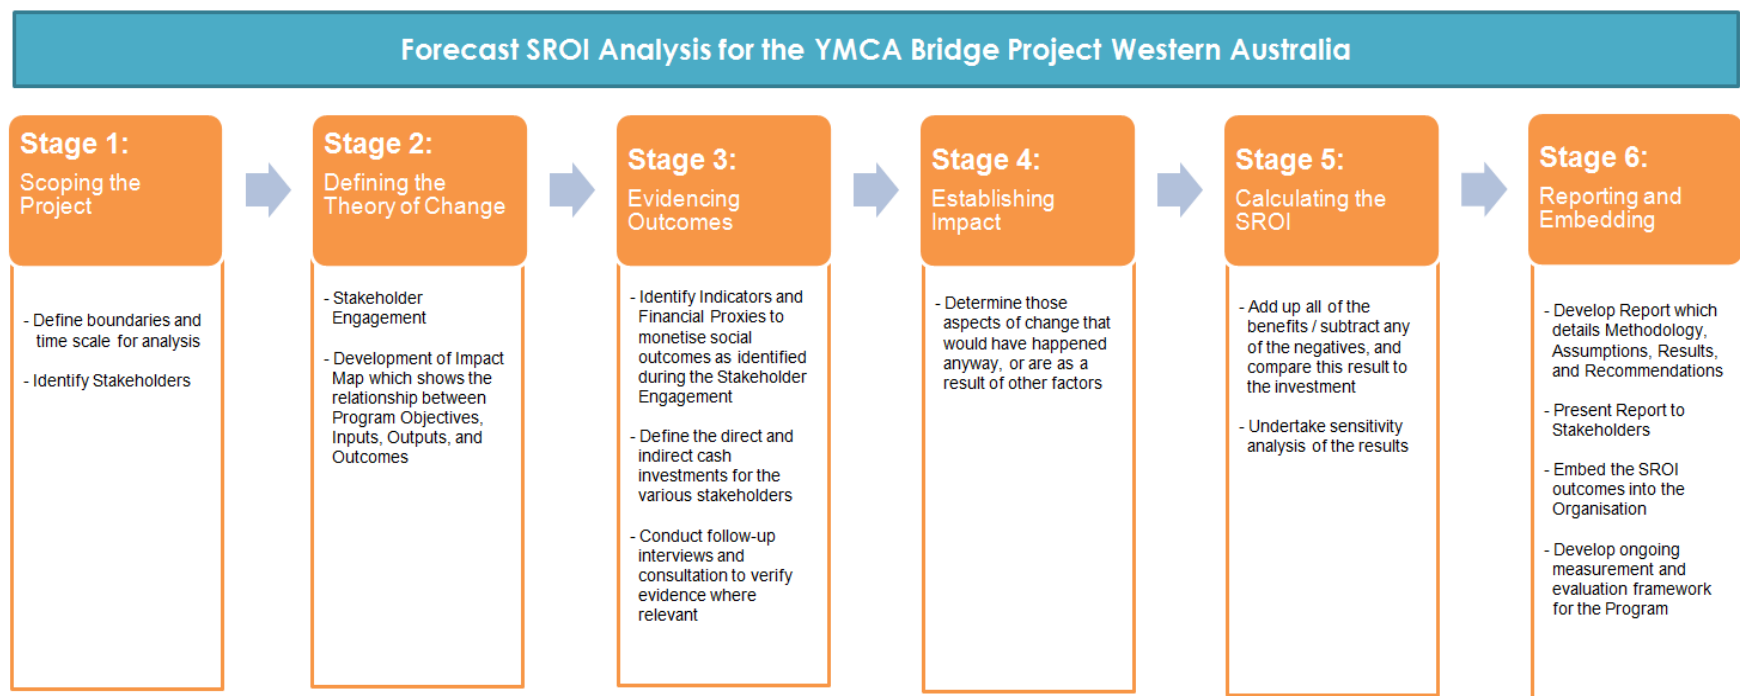 Forecast SROI Analysis for the YMCA Bridge Project Western Australia
Stage 1:
Scoping the
Project
- Define boundaries and
time scale for analysis
- Identify Stakeholders
Stage 2:
Defining the
Theory of Change
- Stakeholder
Engagement
- Development of Impact
Map which shows the
relationship between
Program Objectives,
Inputs, Outputs, and
Outcomes
Stage 3:
Evidencing
Outcomes
- Identify Indicators and
Financial Proxies to
monetise social
outcomes as identified
during the Stakeholder
Engagement
- Define the direct and
indirect cash
investments for the
various stakeholders
- Conduct follow-up
interviews and
consultation to verify
evidence where
relevant
Stage 4:
Establishing
Impact
- Determine those
aspects of change that
would have happened
anyway, or are as a
result of other factors
Stage 5:
Calculating the
SROI
- Add up all of the
benefits / subtract any
of the negatives, and
compare this result to
the investment
- Undertake sensitivity
analysis of the results
Stage 6:
Reporting and
Embedding
- Develop Report which
details Methodology,
Assumptions, Results,
and Recommendations
- Present Report to
Stakeholders
- Embed the SROI
outcomes into the
Organisation
- Develop ongoing
measurement and
evaluation framework
for the Program